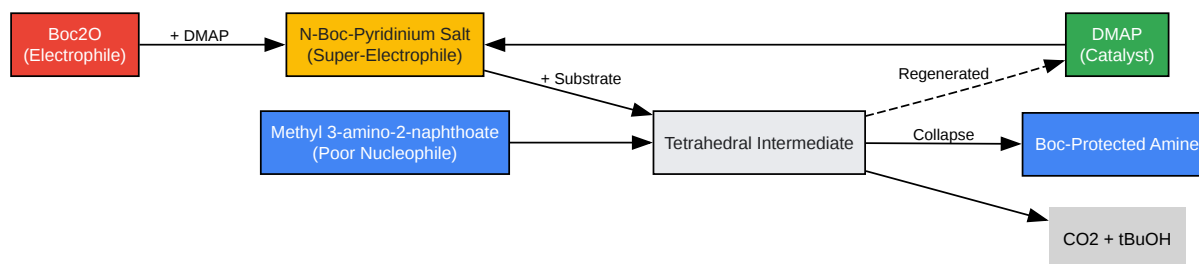 Boc2O
(Electrophile)
+ DMAP
N-Boc-Pyridinium Salt
(Super-Electrophile)
DMAP
(Catalyst)
+ Substrate
Regenerated
Methyl 3-amino-2-naphthoate
(Poor Nucleophile)
Tetrahedral Intermediate
Collapse
Boc-Protected Amine
CO2 + tBuOH